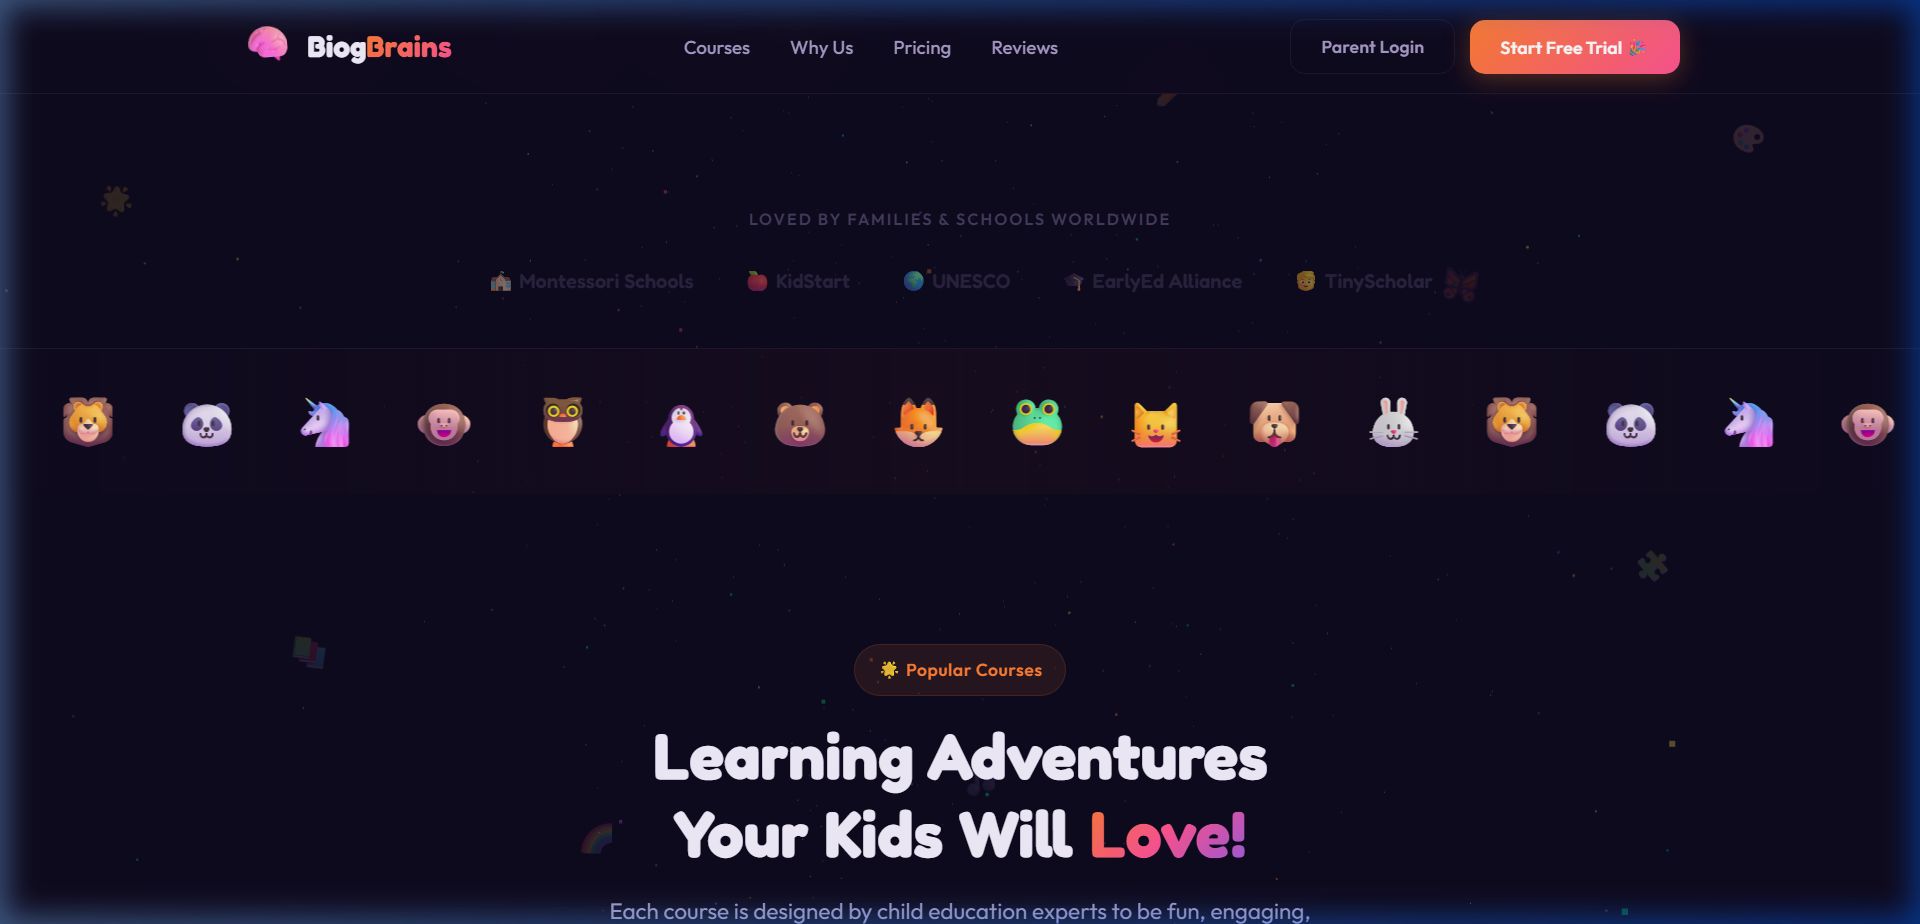 BiogBrains
Courses
Why Us
Pricing
Reviews
Parent Login
Start Free Trial 🎉
LOVED BY FAMILIES & SCHOOLS WORLDWIDE
Montessori Schools
KidStart
UNESCO
EarlyEd Alliance
TinyScholar
Popular Courses
Learning Adventures
Your Kids Will Love!
Each course is designed by child education experts to be fun, engaging,